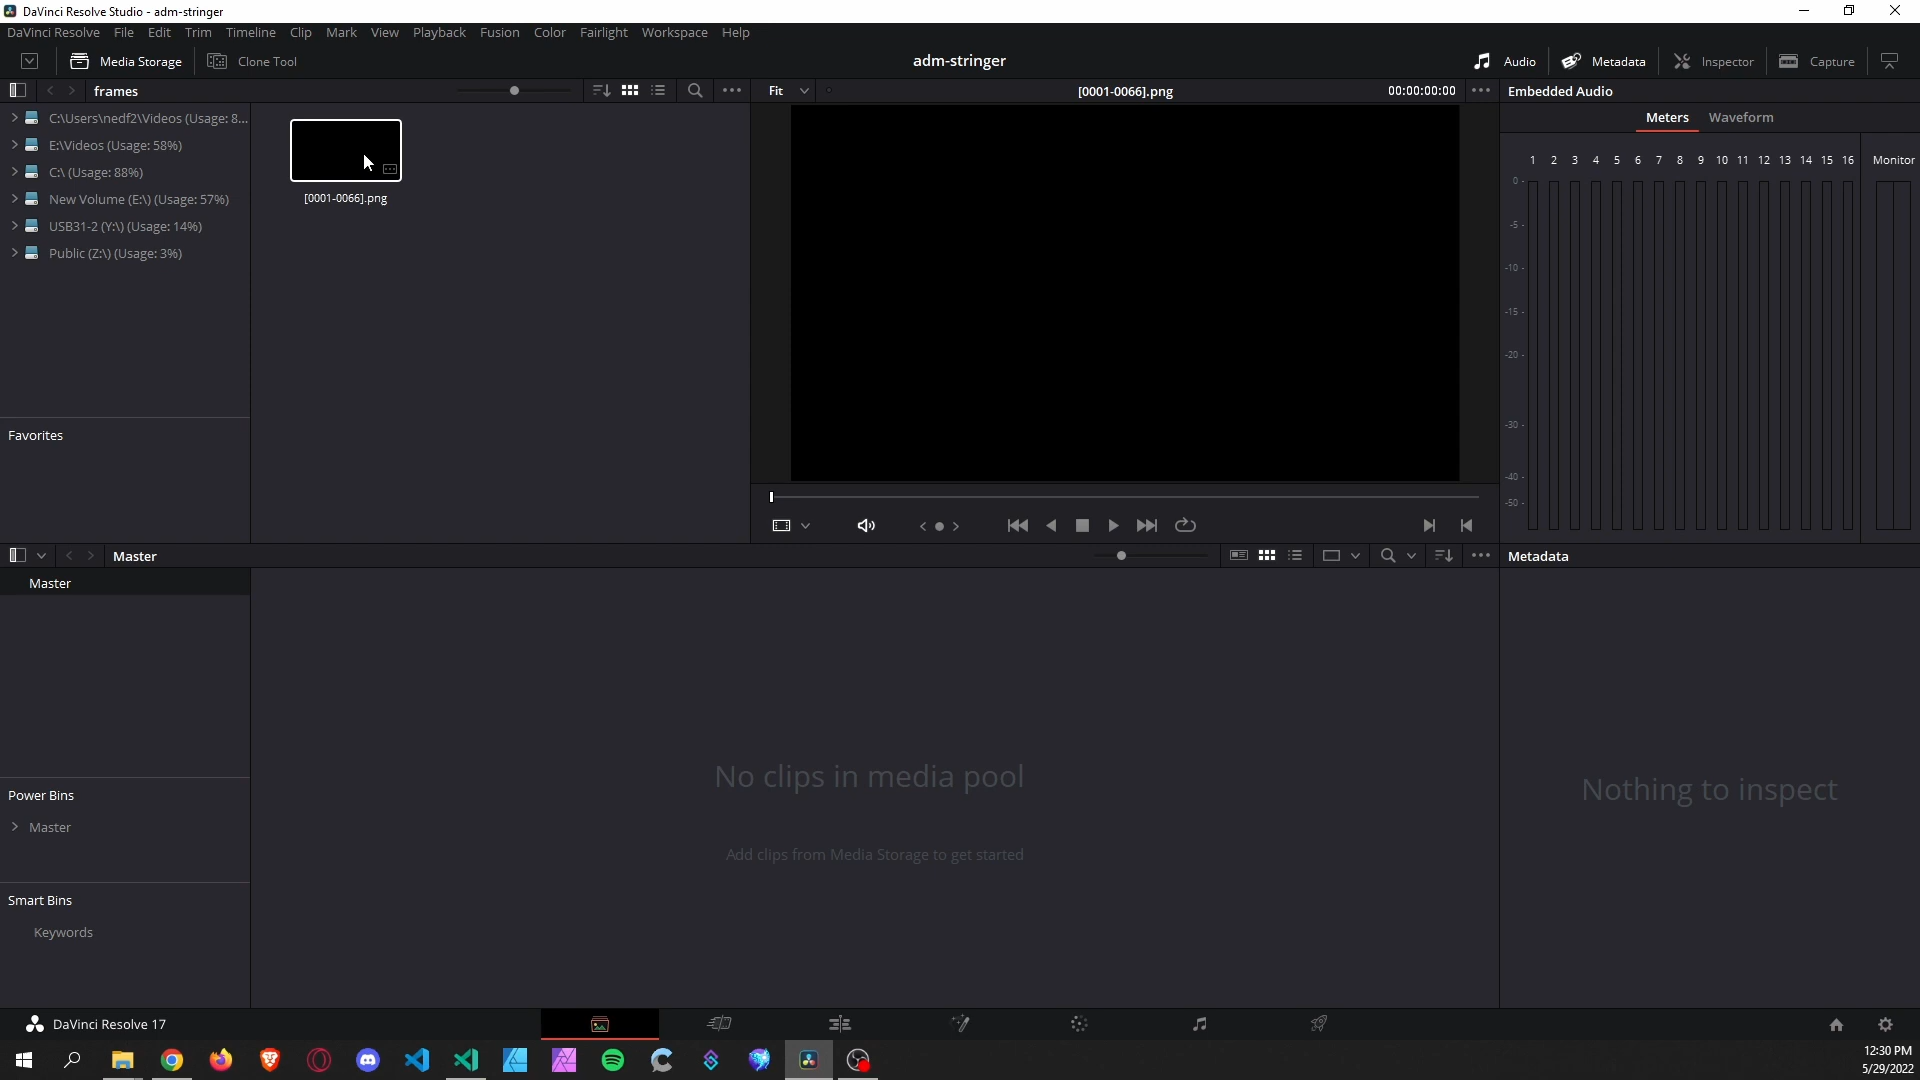 DaVinci Resolve Studio - adm-stringer
DaVinci Resolve File Edit Trim Timeline Clip Mark View Playback Fusion Color Fairlight Workspace Help
Media Storage Clone Tool adm-stringer Audio Metadata Inspector Capture
frames Fit [0001-0066].png 00:00:00:00 Embedded Audio
C:\Users\nedf2\Videos (Usage: 8...
E:\Videos (Usage: 58%)
C:\ (Usage: 88%)
New Volume (E:\) (Usage: 57%)
USB31-2 (Y:\) (Usage: 14%)
Public (Z:\) (Usage: 3%)
[0001-0066].png
Meters Waveform
1 2 3 4 5 6 7 8 9 10 11 12 13 14 15 16 Monitor
0 -
-5 -
-10 -
-15 -
-20 -
-30 -
-40 -
-50 -
Favorites
Master Metadata
Master
No clips in media pool
Add clips from Media Storage to get started
Nothing to inspect
Power Bins
Master
Smart Bins
Keywords
DaVinci Resolve 17
12:30 PM
5/29/2022